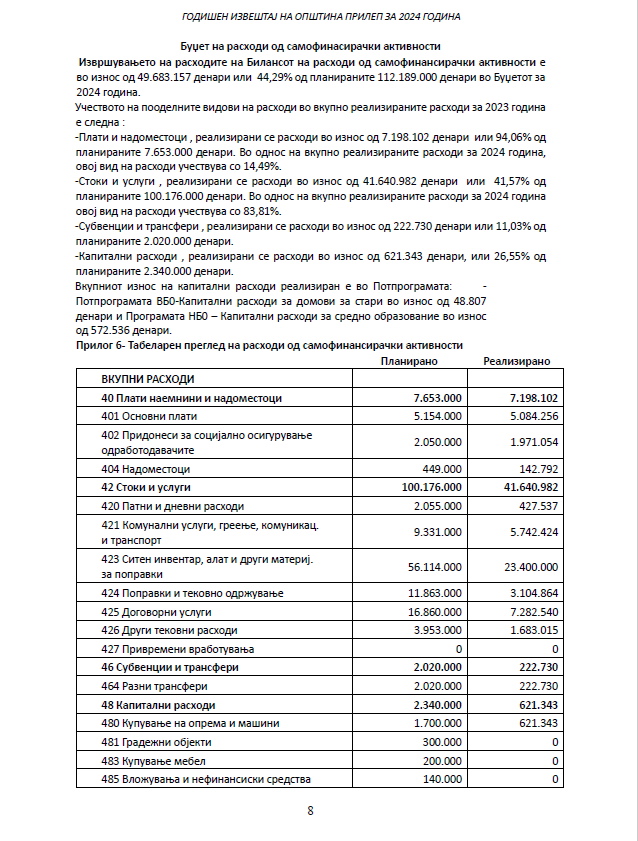 ГОДИШЕН ИЗВЕШТАЈ НА ОПШТИНА ПРИЛЕП ЗА 2024 ГОДИНА
Буџет на расходи од самофинасирачки активности
Извршувањето на расходите на Билансот на расходи од самофинансирачки активности е
во износ од 49.683.157 денари или 44,29% од планираните 112.189.000 денари во Буџетот за
2024 година.
Учеството на пооделните видови на расходи во вкупно реализираните расходи за 2023 година
е следна :
-Плати и надоместоци , реализирани се расходи во износ од 7.198.102 денари или 94,06% од
планираните 7.653.000 денари. Во однос на вкупно реализираните расходи за 2024 година,
овој вид на расходи учествува со 14,49%.
-Стоки и услуги , реализирани се расходи во износ од 41.640.982 денари или 41,57% од
планираните 100.176.000 денари. Во однос на вкупно реализираните расходи за 2024 година
овој вид на расходи учествува со 83,81%.
-Субвенции и трансфери , реализирани се расходи во износ од 222.730 денари или 11,03% од
планираните 2.020.000 денари.
-Капитални расходи , реализирани се расходи во износ од 621.343 денари, или 26,55% од
планираните 2.340.000 денари.
Вкупниот износ на капитални расходи реализиран е во Потпрограмата: -
Потпрограмата ВБ0-Капитални расходи за домови за стари во износ од 48.807
денари и Програмата НБ0 – Капитални расходи за средно образование во износ
од 572.536 денари.
Прилог 6- Табеларен преглед на расходи од самофинансирачки активности
Планирано Реализирано
ВКУПНИ РАСХОДИ
40 Плати наемнини и надоместоци 7.653.000 7.198.102
401 Основни плати 5.154.000 5.084.256
402 Придонеси за социјално осигурување
одработодавачите 2.050.000 1.971.054
404 Надоместоци 449.000 142.792
42 Стоки и услуги 100.176.000 41.640.982
420 Патни и дневни расходи 2.055.000 427.537
421 Комунални услуги, греење, комуникац.
и транспорт 9.331.000 5.742.424
423 Ситен инвентар, алат и други материј.
за поправки 56.114.000 23.400.000
424 Поправки и тековно одржување 11.863.000 3.104.864
425 Договорни услуги 16.860.000 7.282.540
426 Други тековни расходи 3.953.000 1.683.015
427 Привремени вработувања 0 0
46 Субвенции и трансфери 2.020.000 222.730
464 Разни трансфери 2.020.000 222.730
48 Капитални расходи 2.340.000 621.343
480 Купување на опрема и машини 1.700.000 621.343
481 Градежни објекти 300.000 0
483 Купување мебел 200.000 0
485 Вложувања и нефинансиски средства 140.000 0
8